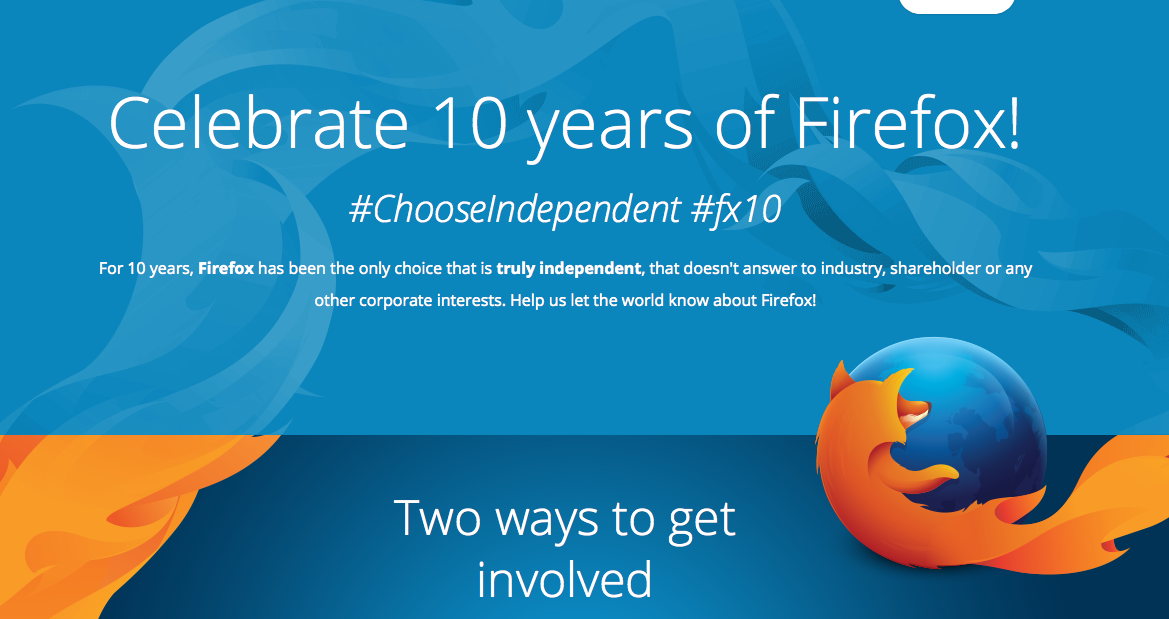 Celebrate 10 years of Firefox!
#ChooseIndependent #fx10
For 10 years, Firefox has been the only choice that is truly independent, that doesn't answer to industry, shareholder or any
other corporate interests. Help us let the world know about Firefox!
Two ways to get
involved